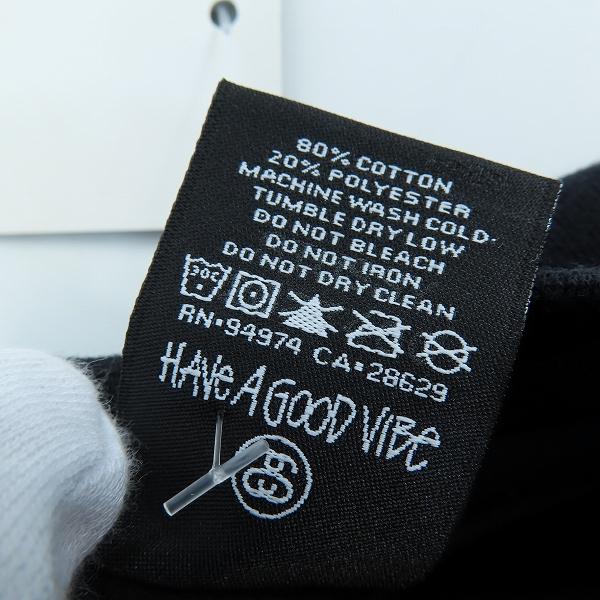 80% COTTON
20% POLYESTER
MACHINE WASH COLD.
TUMBLE DRY LOW
DO NOT BLEACH
DO NOT IRON
DO NOT DRY CLEAN
30C
RN•94974 CA•28629
HAVE A GOOD VIBE